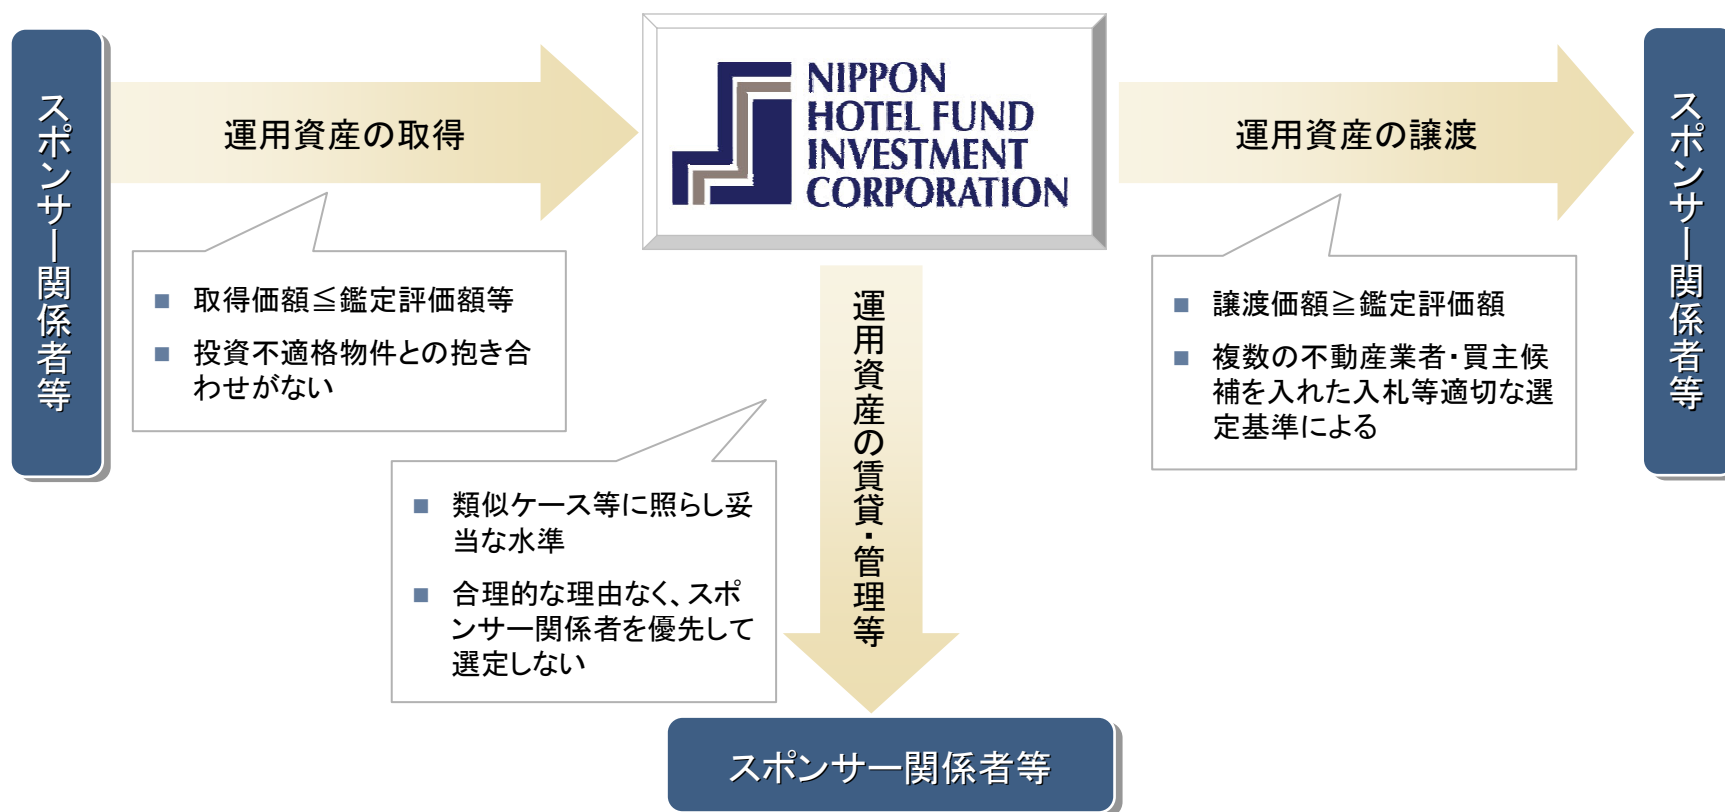 スポンサー関係者等
運用資産の取得
NIPPON
HOTEL FUND
INVESTMENT
CORPORATION
運用資産の譲渡
スポンサー関係者等
■ 取得価額≦鑑定評価額等
■ 投資不適格物件との抱き合
わせがない
運用資産の賃貸・管理等
■ 譲渡価額≧鑑定評価額
■ 複数の不動産業者・買主候
補を入れた入札等適切な選
定基準による
■ 類似ケース等に照らし妥
当な水準
■ 合理的な理由なく、スポ
ンサー関係者を優先して
選定しない
スポンサー関係者等